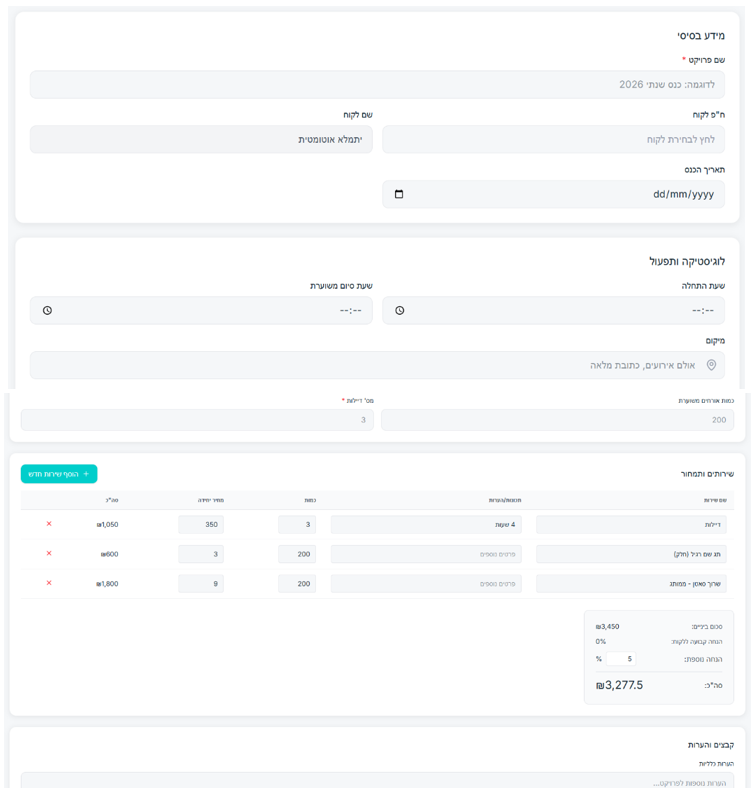 מידע בסיסי
שם פרויקט *
לדוגמה: כנס שנתי 2026
ח"פ לקוח
שם לקוח
לחץ לבחירת לקוח
יתמלא אוטומטית
תאריך הכנס
dd/mm/yyyy
לוגיסטיקה ותפעול
שעת התחלה
שעת סיום משוערת
--:--
--:--
מיקום
אולם אירועים, כתובת מלאה
כמות אורחים משוערת
מס' דיילות *
200
3
שירותים ותמחור
+ הוסף שירות חדש
שם שירות תכונות/הערות כמות מחיר יחידה סה"כ
דיילות 4 שעות 3 350 ₪1,050 ×
תג שם רגיל (חלק) פרטים נוספים 200 3 ₪600 ×
שרוך סאטן - ממותג פרטים נוספים 200 9 ₪1,800 ×
סכום ביניים: ₪3,450
הנחה קבועה ללקוח: 0%
הנחה נוספת: 5 %
סה"כ: ₪3,277.5
קבצים והערות
הערות כלליות
הערות נוספות לפרויקט...